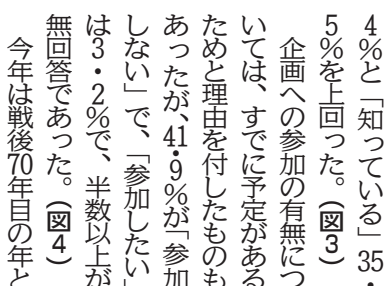 4％と「知っている」35・
5％を上回った。（図3）
企画への参加の有無につ
いては、すでに予定がある
ためと理由を付したものも
あったが、41・9％が「参加
しない」で、「参加したい」
は3・2％で、半数以上が
無回答であった。（図4）
今年は戦後70年目の年と